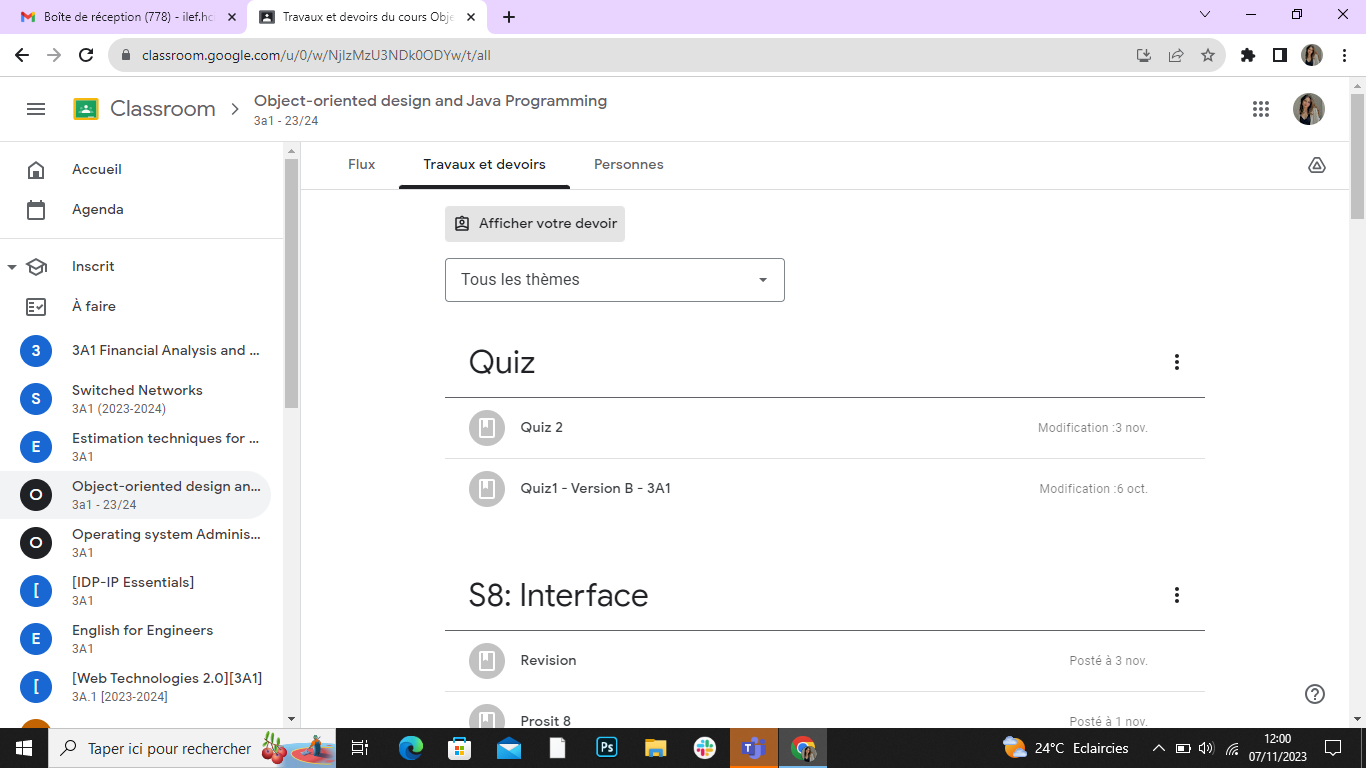 Boîte de réception (778) - ilef.hc
Travaux et devoirs du cours Obje
classroom.google.com/u/0/w/NjIzMzU3NDk0ODYw/t/all
Classroom
Object-oriented design and Java Programming
3a1 - 23/24
Accueil
Agenda
Inscrit
À faire
3
3A1 Financial Analysis and ...
S
Switched Networks
3A1 (2023-2024)
E
Estimation techniques for ...
3A1
O
Object-oriented design an...
3a1 - 23/24
O
Operating system Adminis...
3A1
[
[IDP-IP Essentials]
3A1
E
English for Engineers
3A1
[
[Web Technologies 2.0][3A1]
3A.1 [2023-2024]
Flux
Travaux et devoirs
Personnes
Afficher votre devoir
Tous les thèmes
Quiz
Quiz 2
Modification :3 nov.
Quiz1 - Version B - 3A1
Modification :6 oct.
S8: Interface
Revision
Posté à 3 nov.
Prosit 8
Posté à 1 nov.
Taper ici pour rechercher
Ps
24°C Eclaircies
12:00
07/11/2023